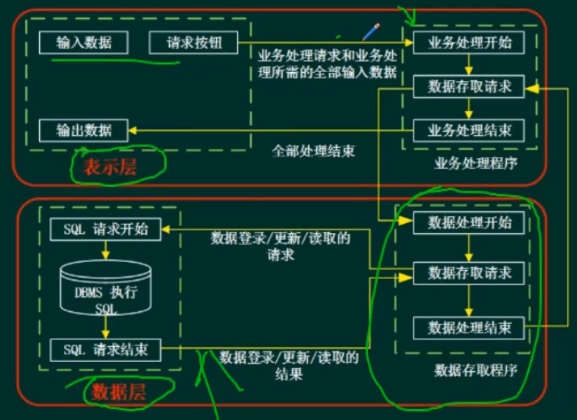 输入数据
请求按钮
业务处理请求和业务处
理所需的全部输入数据
业务处理开始
数据存取请求
业务处理结束
输出数据
全部处理结束
业务处理程序
表示层
SQL 请求开始
数据登录/更新/读取的
请求
数据处理开始
DBMS 执行
SQL
数据存取请求
SQL 请求结束
数据处理结束
数据登录/更新/读取的
结果
数据存取程序
数据层